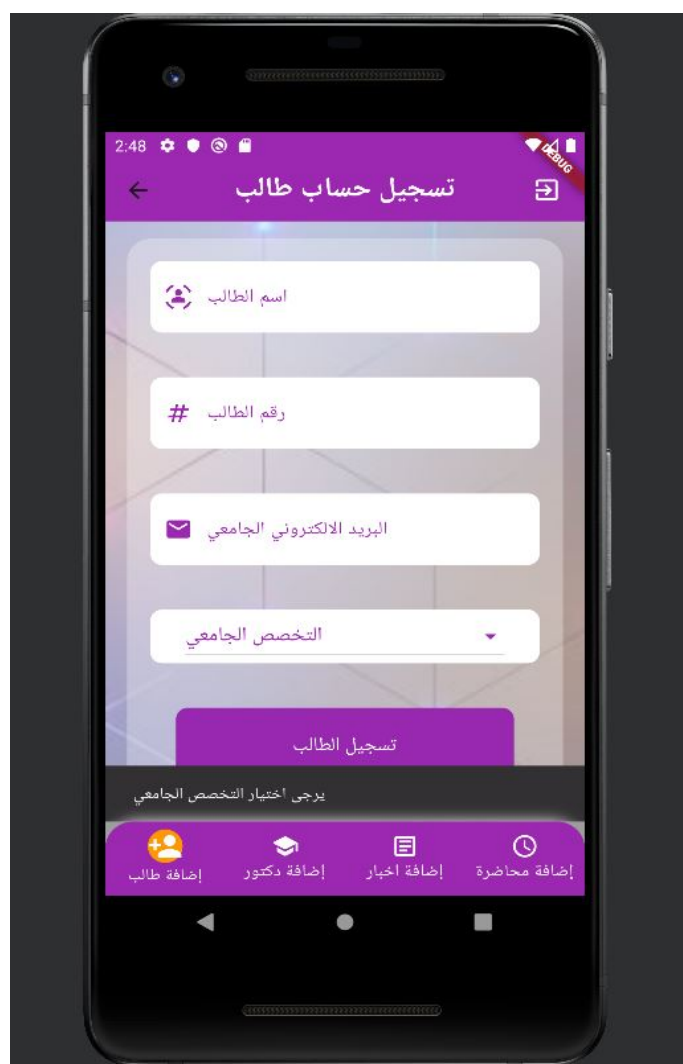 2:48
DEBUG
تسجيل حساب طالب
اسم الطالب
رقم الطالب
#
البريد الالكتروني الجامعي
التخصص الجامعي
تسجيل الطالب
يرجى اختيار التخصص الجامعي
إضافة محاضرة
إضافة اخبار
إضافة دكتور
إضافة طالب